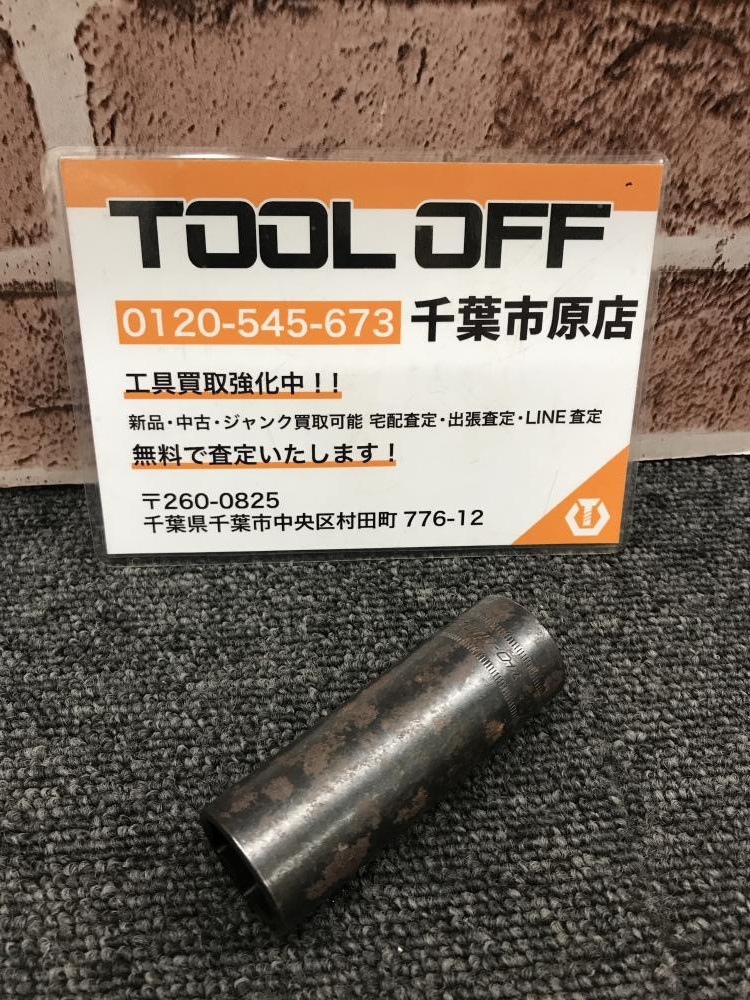 TOOL OFF
0120-545-673 千葉市原店
工具買取強化中！！
新品・中古・ジャンク買取可能 宅配査定・出張査定・LINE査定
無料で査定いたします！
〒260-0825
千葉県千葉市中央区村田町 776-12